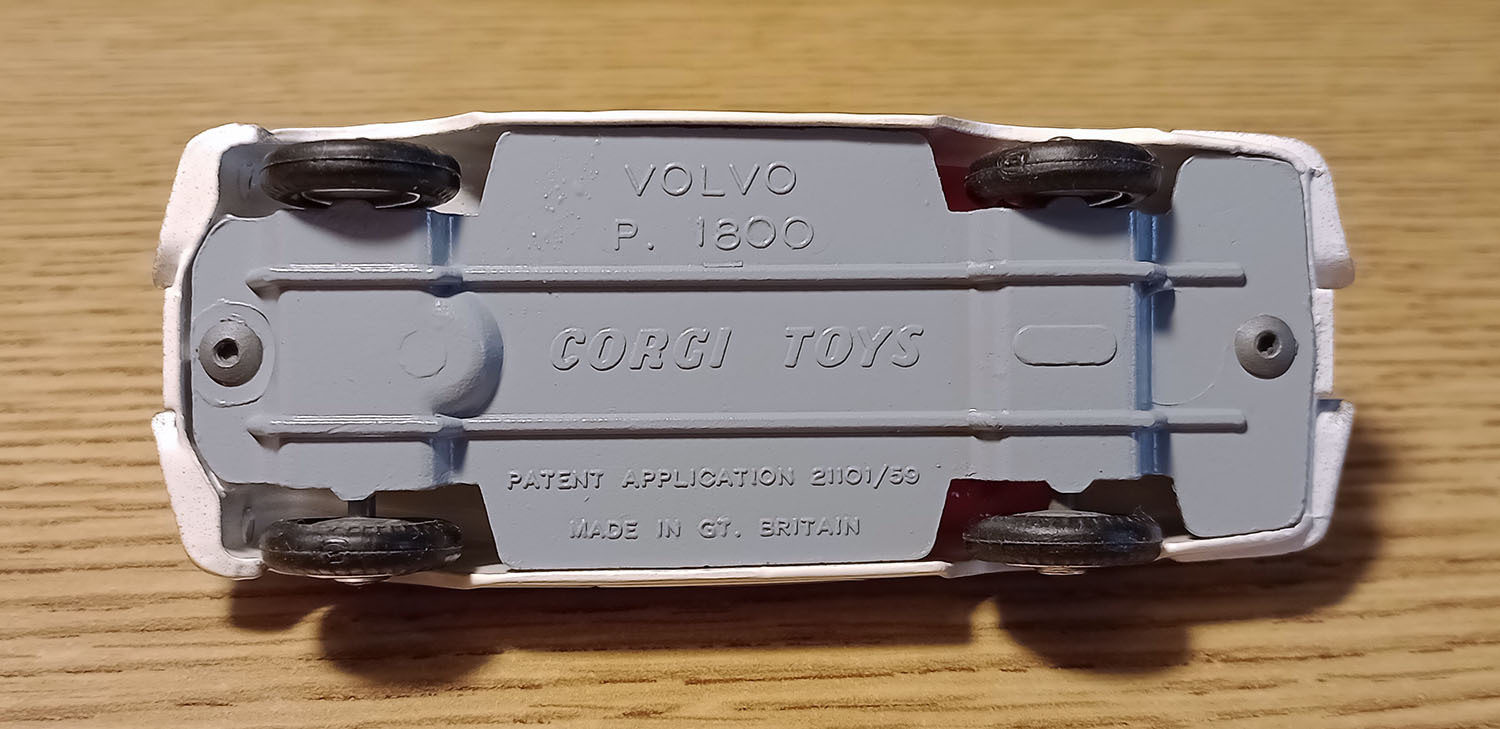 VOLVO
P. 1800
CORGI TOYS
PATENT APPLICATION 21101/59
MADE IN GT. BRITAIN